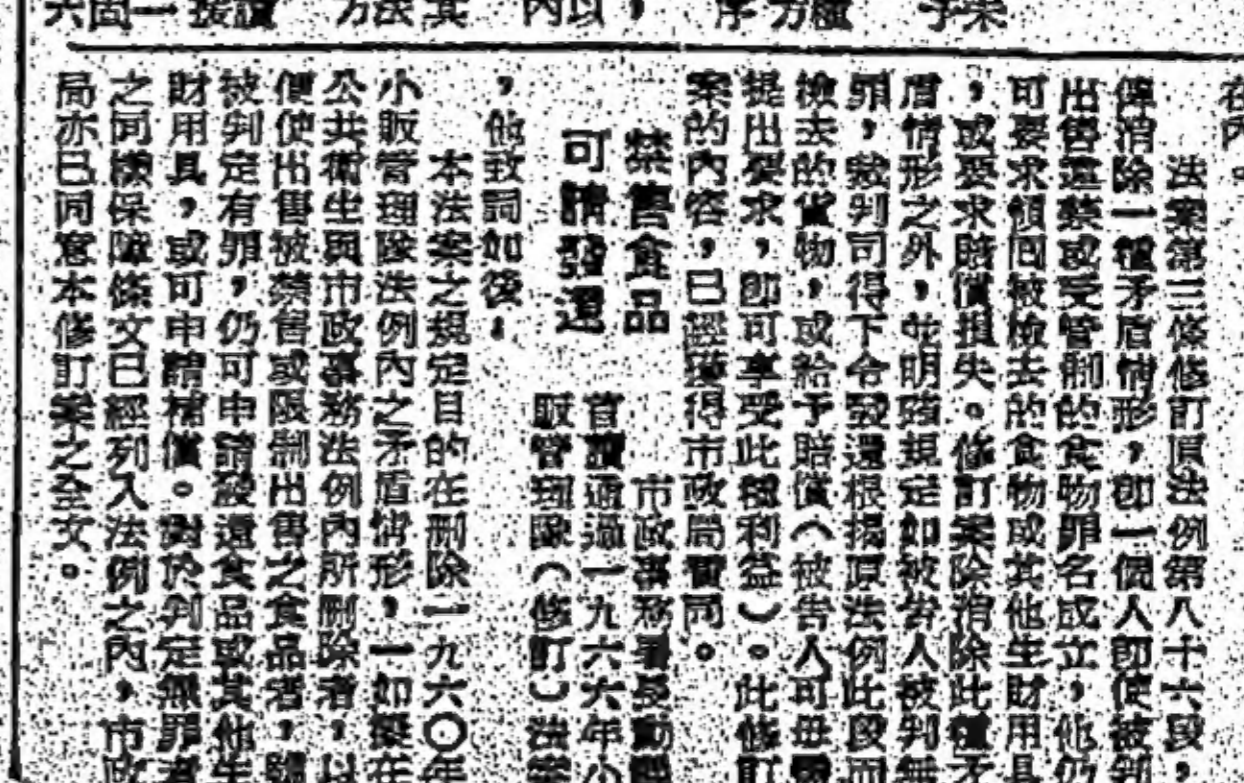 在內。
法案第三條修訂原法例第八十六段，
俾消除一種矛盾情形，卽一個人卽使被判
出售違禁或受管制的食物罪名成立，他仍
可要求領回被檢去的食物或其他生財用具
，或要求賠償損失。修訂案除消除此種矛
盾情形之外，並明確規定如被告人被判無
罪，裁判司得下令發還根據原法例此段而
檢去的貨物，或給予賠償（被告人可毋需
提出要求，卽可享受此權利益）。此修訂
案的內容，已經獲得市政局贊同。
禁售食品
可請發還
市政事務署長動議
首讀通過一九六六年小
販管理隊（修訂）法案
，他致詞如後：
本法案之規定目的在刪除一九六〇年
小販管理隊法例內之矛盾情形，一如擬在
公共衞生與市政事務法例內所刪除者，以
便使出售被禁售或限制出售之食品者，雖
被判定有罪，仍可申請發還食品或其他生
財用具，或可申請補償。對於判定無罪者
之同樣保障條文已經列入法例之內，市政
局亦已同意本修訂案之全文。